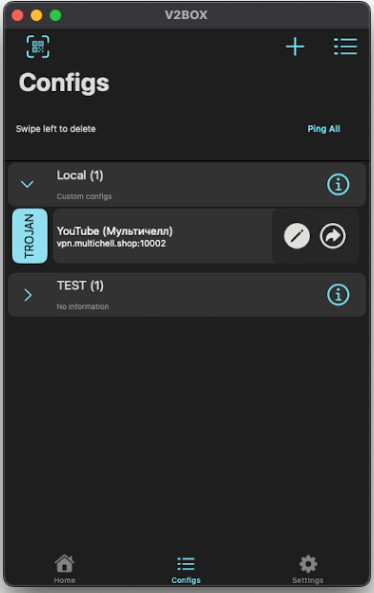 V2BOX
Configs
Swipe left to delete
Ping All
Local (1)
Custom configs
TROJAN
YouTube (Мультичелл)
vpn.multichell.shop:10002
TEST (1)
No information
Home
Configs
Settings